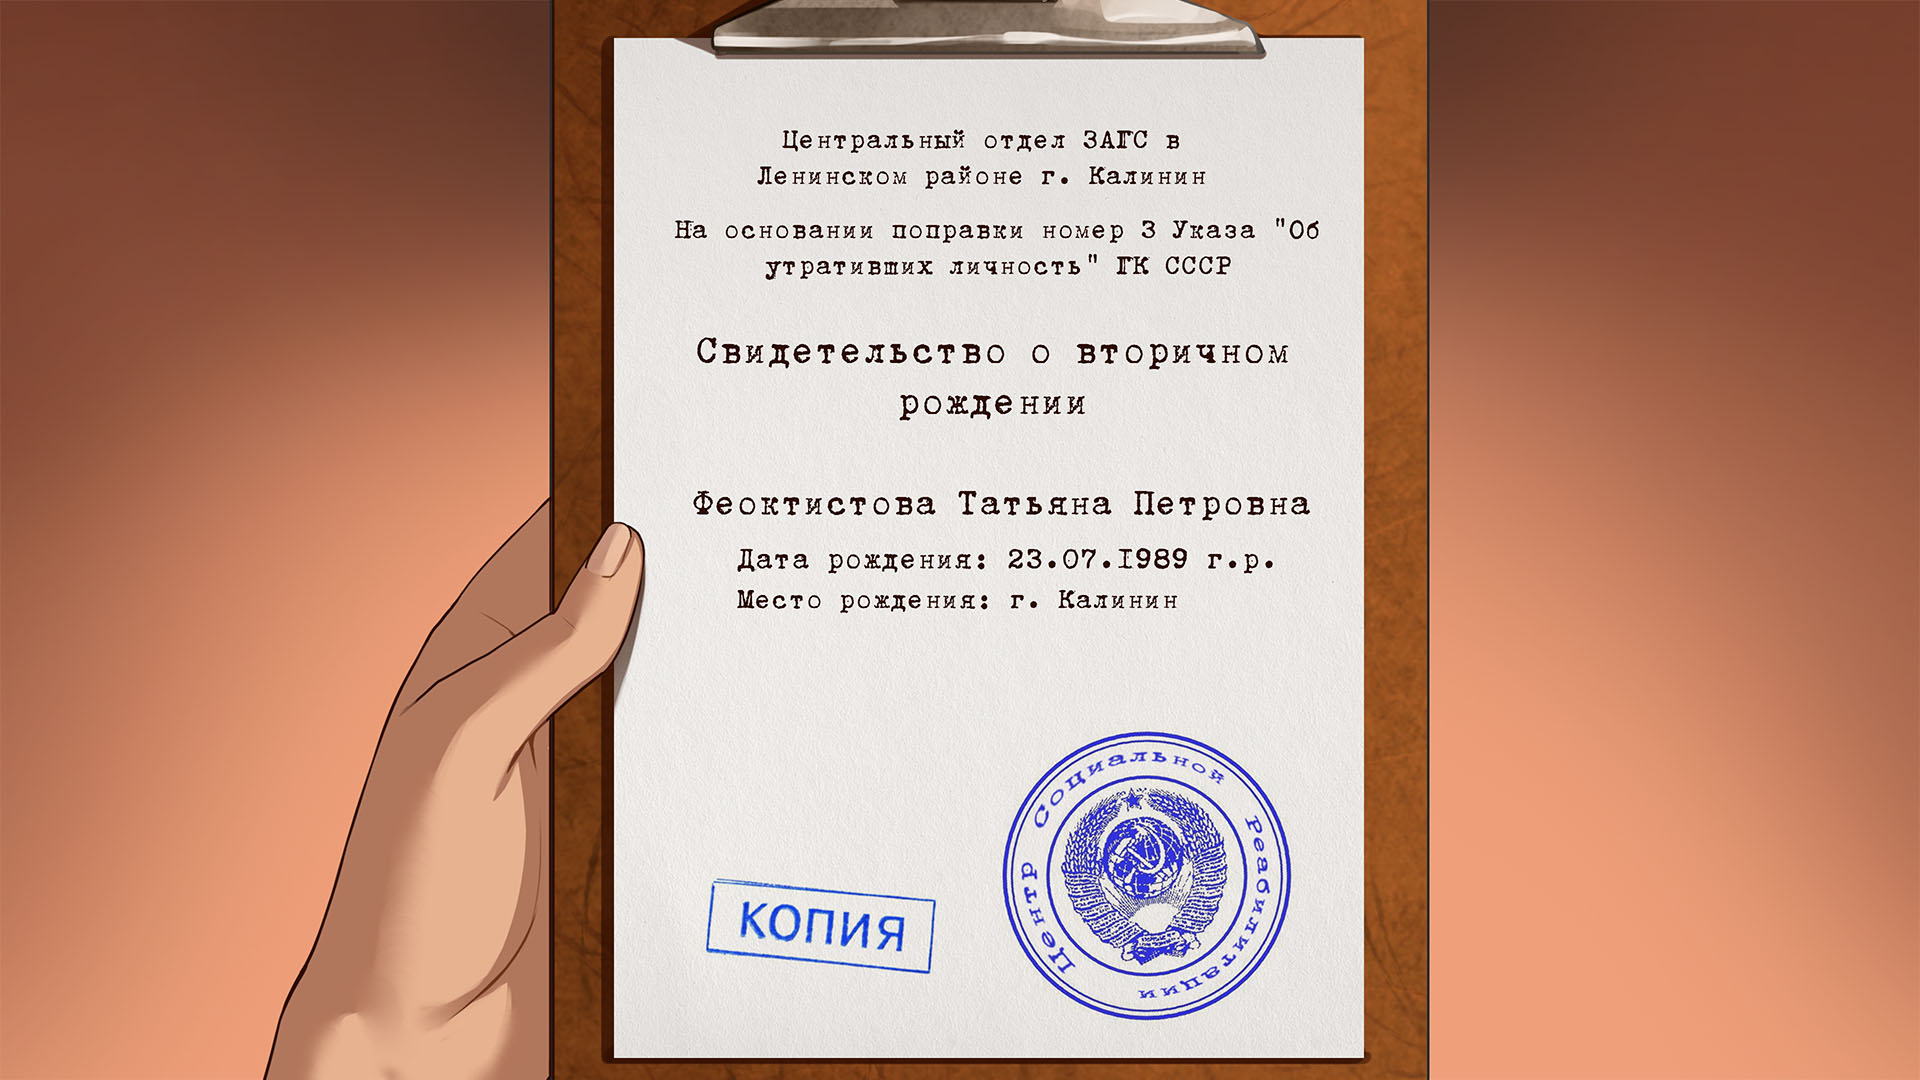 Центральный отдел ЗАГС в
Ленинском районе г. Калинин
На основании поправки номер 3 Указа "Об
утративших личность" ГК СССР
Свидетельство о вторичном
рождении
Феоктистова Татьяна Петровна
Дата рождения: 23.07.1989 г.р.
Место рождения: г. Калинин
КОПИЯ
Центр Социальной Реабилитации